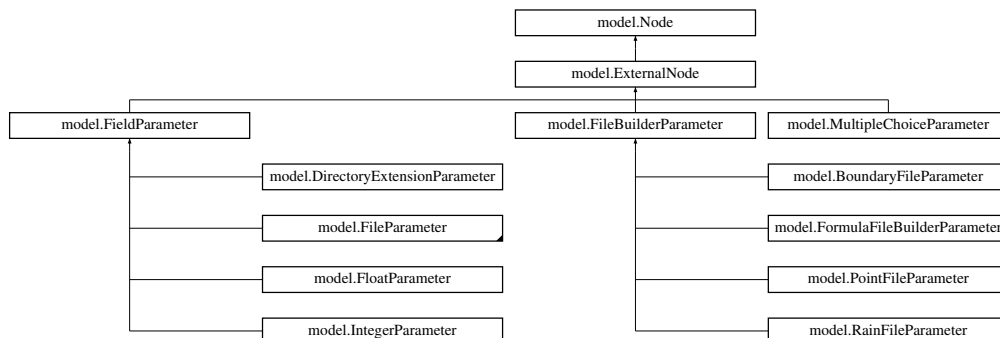 model.Node
model.ExternalNode
model.FieldParameter
model.FileBuilderParameter
model.MultipleChoiceParameter
model.DirectoryExtensionParameter
model.BoundaryFileParameter
model.FileParameter
model.FormulaFileBuilderParameter
model.FloatParameter
model.PointFileParameter
model.IntegerParameter
model.RainFileParameter